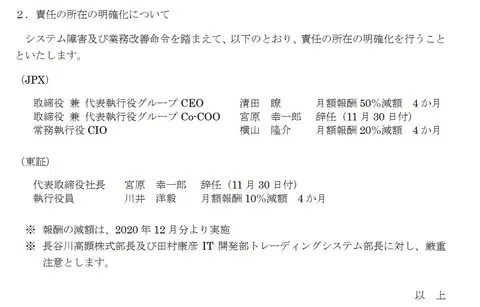 ２．責任の所在の明確化について
システム障害及び業務改善命令を踏まえて、以下のとおり、責任の所在の明確化を行うこと
といたします。
（JPX）
取締役 兼 代表執行役グループ CEO 清田 瞭 月額報酬 50％減額 4 か月
取締役 兼 代表執行役グループ Co-COO 宮原 幸一郎 辞任（11 月 30 日付）
常務執行役 CIO 横山 隆介 月額報酬 20％減額 4 か月
（東証）
代表取締役社長 宮原 幸一郎 辞任（11 月 30 日付）
執行役員 川井 洋毅 月額報酬 10％減額 4 か月
※ 報酬の減額は、2020 年 12 月分より実施
※ 長谷川高顕株式部長及び田村康彦 IT 開発部トレーディングシステム部長に対し、厳重
注意とします。
以 上